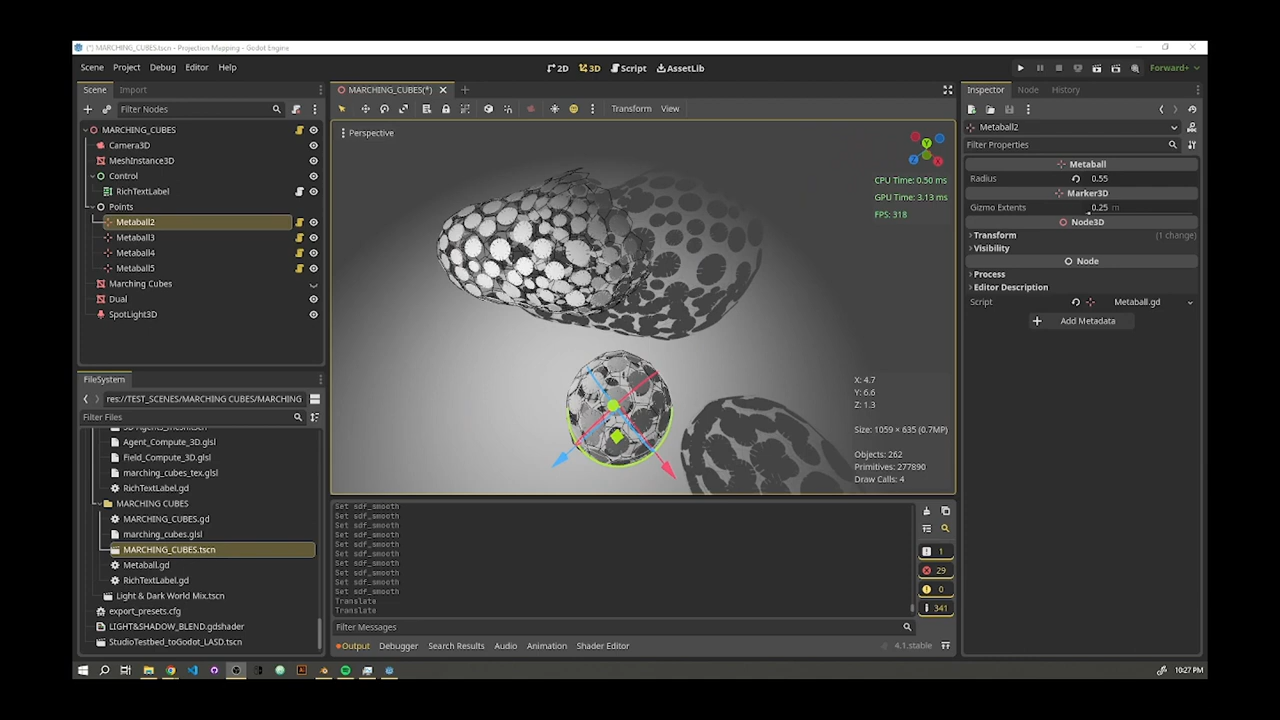 (*) MARCHING_CUBES.tscn - Projection Mapping - Godot Engine
Scene Project Debug Editor Help
2D 3D Script AssetLib
Forward+
Scene Import
Filter Nodes
MARCHING_CUBES
Camera3D
MeshInstance3D
Control
RichTextLabel
Points
Metaball2
Metaball3
Metaball4
Metaball5
Marching Cubes
Dual
SpotLight3D
FileSystem
res://TEST_SCENES/MARCHING CUBES/MARCHING
Filter Files
Agent_Compute_3D.glsl
Field_Compute_3D.glsl
marching_cubes_tex.glsl
RichTextLabel.gd
MARCHING CUBES
MARCHING_CUBES.gd
marching_cubes.glsl
MARCHING_CUBES.tscn
Metaball.gd
RichTextLabel.gd
Light & Dark World Mix.tscn
export_presets.cfg
LIGHT&SHADOW_BLEND.gdshader
StudioTestbed_toGodot_LASD.tscn
MARCHING_CUBES(*)
Transform View
Perspective
Y
Z
X
CPU Time: 0.50 ms
GPU Time: 3.13 ms
FPS: 318
X: 4.7
Y: 6.6
Z: 1.3
Size: 1059 × 635 (0.7MP)
Objects: 262
Primitives: 277890
Draw Calls: 4
Set sdf_smooth
Set sdf_smooth
Set sdf_smooth
Set sdf_smooth
Set sdf_smooth
Set sdf_smooth
Set sdf_smooth
Set sdf_smooth
Set sdf_smooth
Set sdf_smooth
Translate
Translate
1
29
0
341
Filter Messages
Output Debugger Search Results Audio Animation Shader Editor
4.1.stable
Inspector Node History
Metaball2
Filter Properties
Metaball
Radius 0.55
Marker3D
Gizmo Extents 0.25 m
Node3D
Transform (1 change)
Visibility
Node
Process
Editor Description
Script Metaball.gd
Add Metadata
10:27 PM